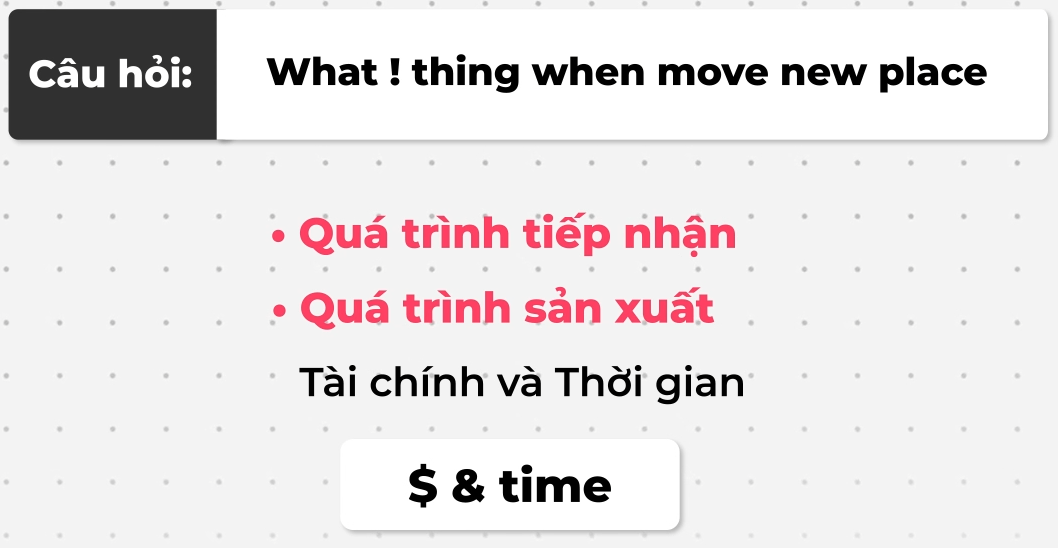 Câu hỏi:
What ! thing when move new place
• Quá trình tiếp nhận
• Quá trình sản xuất
Tài chính và Thời gian
$ & time